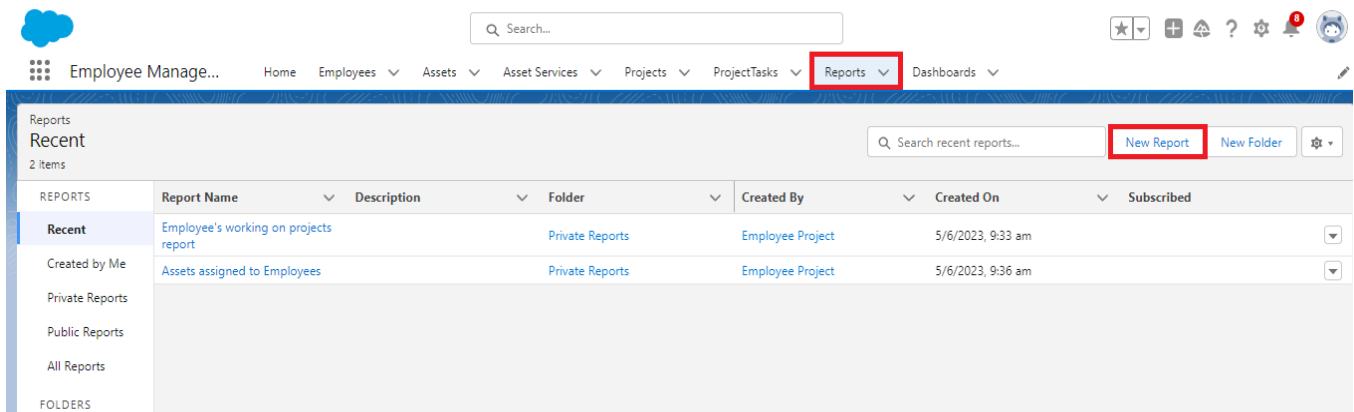 Search...
8
Employee Manage... Home Employees Assets Asset Services Projects ProjectTasks Reports Dashboards
Reports
Recent
2 items
Search recent reports...
New Report
New Folder
REPORTS
Report Name Description Folder Created By Created On Subscribed
Recent
Employee's working on projects
report
Private Reports Employee Project 5/6/2023, 9:33 am
Created by Me
Assets assigned to Employees Private Reports Employee Project 5/6/2023, 9:36 am
Private Reports
Public Reports
All Reports
FOLDERS